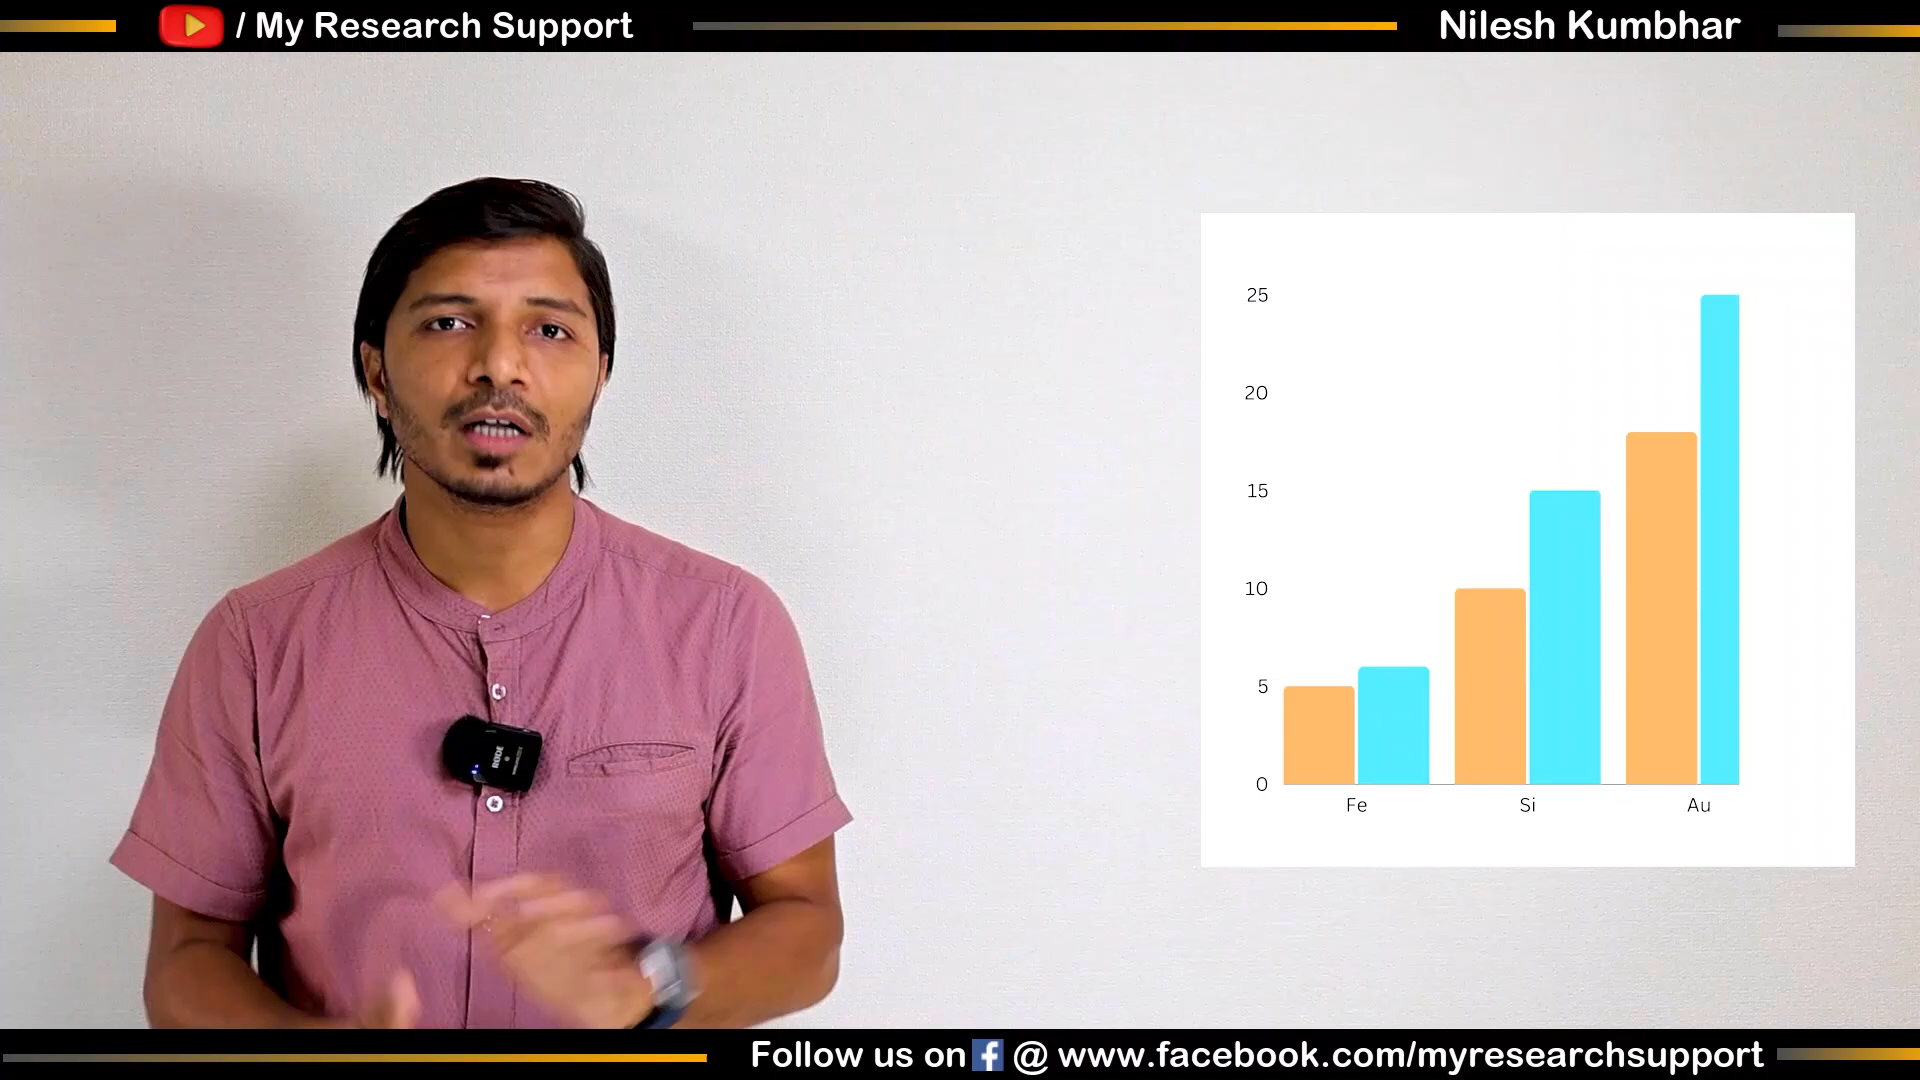 / My Research Support
Nilesh Kumbhar
25
20
15
10
5
0
Fe Si Au
RØDE
Follow us on f @ www.facebook.com/myresearchsupport